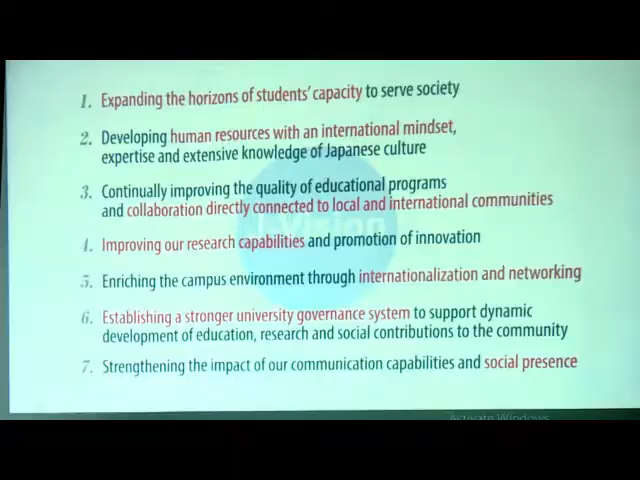 1. Expanding the horizons of students' capacity to serve society
2. Developing human resources with an international mindset,
expertise and extensive knowledge of Japanese culture
3. Continually improving the quality of educational programs
and collaboration directly connected to local and international communities
4. Improving our research capabilities and promotion of innovation
5. Enriching the campus environment through internationalization and networking
6. Establishing a stronger university governance system to support dynamic
development of education, research and social contributions to the community
7. Strengthening the impact of our communication capabilities and social presence
Activate Windows